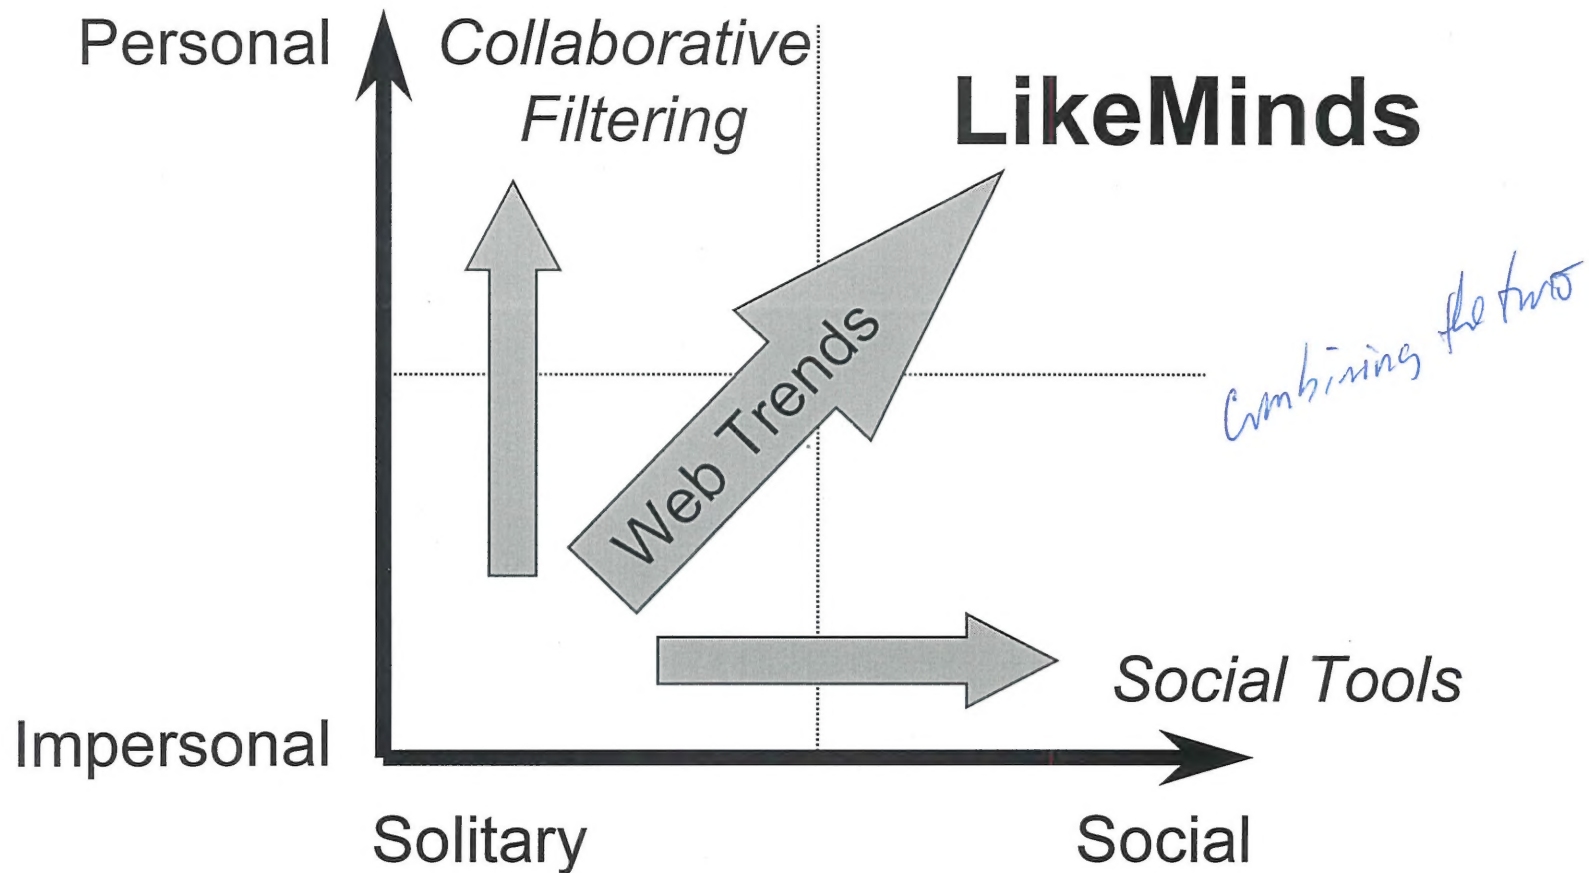 Personal
Collaborative
Filtering
LikeMinds
Combining the two
Web Trends
Social Tools
Impersonal
Solitary
Social